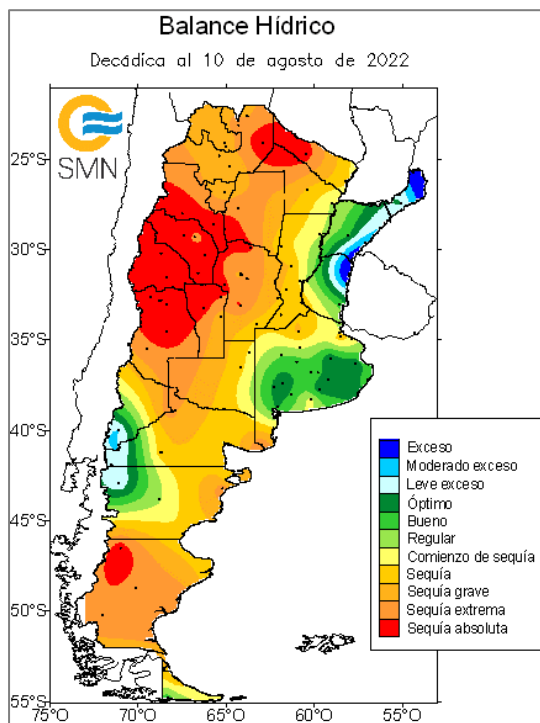 Balance Hídrico
Decádica al 10 de agosto de 2022
SMN
25°S
30°S
35°S
40°S
45°S
50°S
55°S
75°O
70°O
65°O
60°O
55°O
Exceso
Moderado exceso
Leve exceso
Óptimo
Bueno
Regular
Comienzo de sequía
Sequía
Sequía grave
Sequía extrema
Sequía absoluta